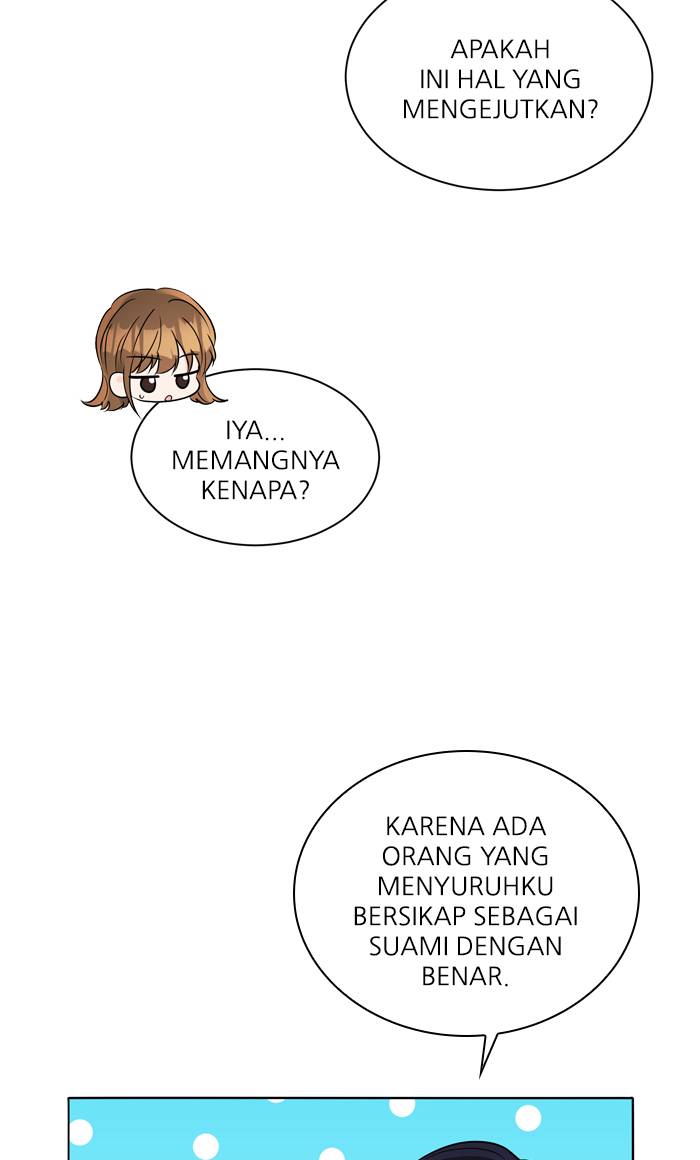 APAKAH
INI HAL YANG
MENGEJUTKAN?
IYA...
MEMANGNYA
KENAPA?
KARENA ADA
ORANG YANG
MENYURUHKU
BERSIKAP SEBAGAI
SUAMI DENGAN
BENAR.